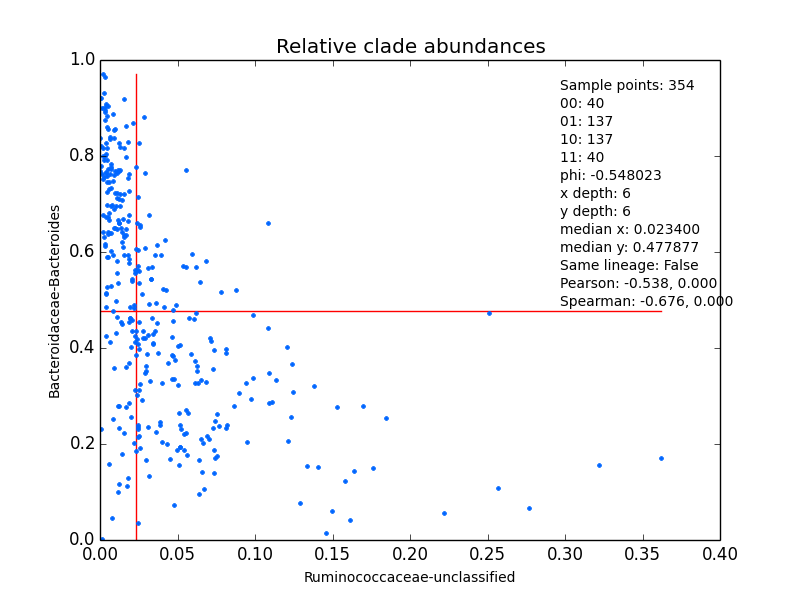 Relative clade abundances
Sample points: 354
00: 40
01: 137
10: 137
11: 40
phi: -0.548023
x depth: 6
y depth: 6
median x: 0.023400
median y: 0.477877
Same lineage: False
Pearson: -0.538, 0.000
Spearman: -0.676, 0.000
1.0
0.8
0.6
0.4
0.2
0.0
Bacteroidaceae-Bacteroides
0.00 0.05 0.10 0.15 0.20 0.25 0.30 0.35 0.40
Ruminococcaceae-unclassified